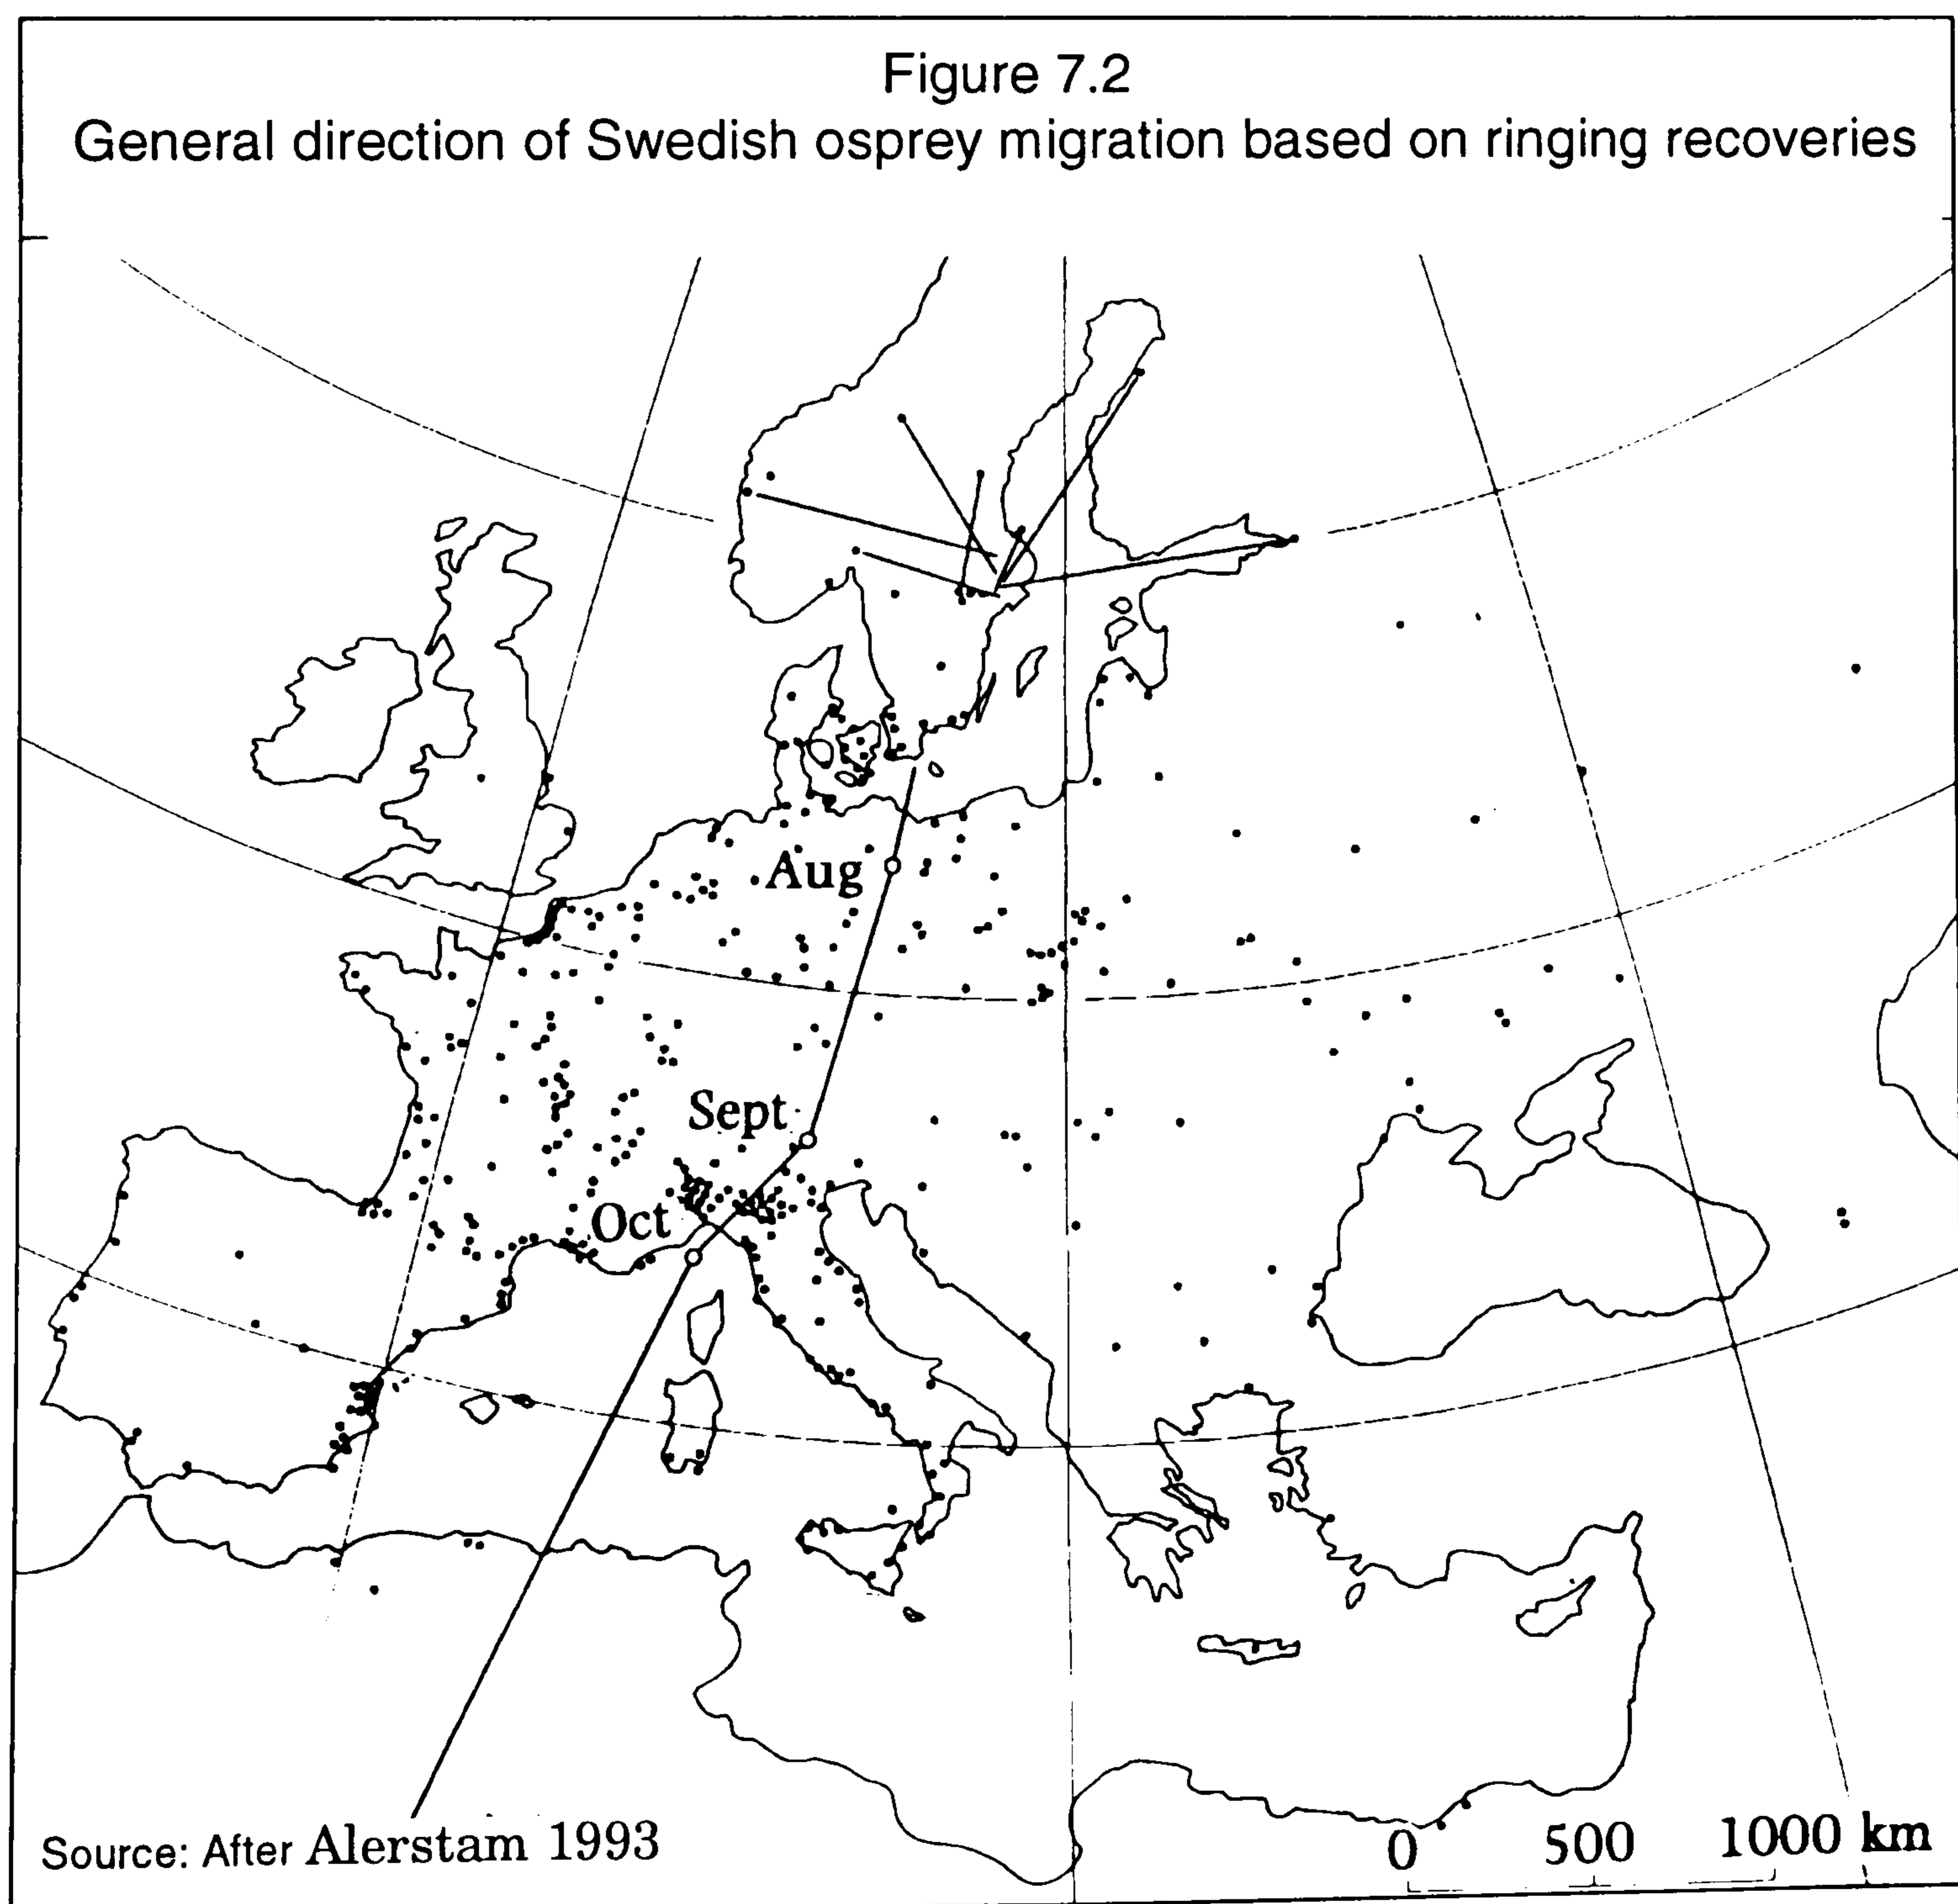 Figure 7.2
General direction of Swedish osprey migration based on ringing recoveries
Aug
Sept
Oct
Source: After Alerstam 1993
0 500 1000 km